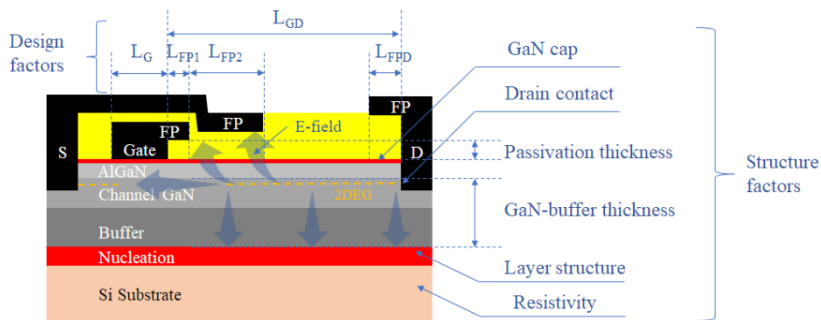 Design
factors
L_GD
L_G
L_FP1
L_FP2
L_FPD
GaN cap
Drain contact
Passivation thickness
GaN-buffer thickness
Layer structure
Resistivity
Structure
factors
S
D
FP
FP
FP
Gate
E-field
AlGaN
Channel GaN
2DEG
Buffer
Nucleation
Si Substrate